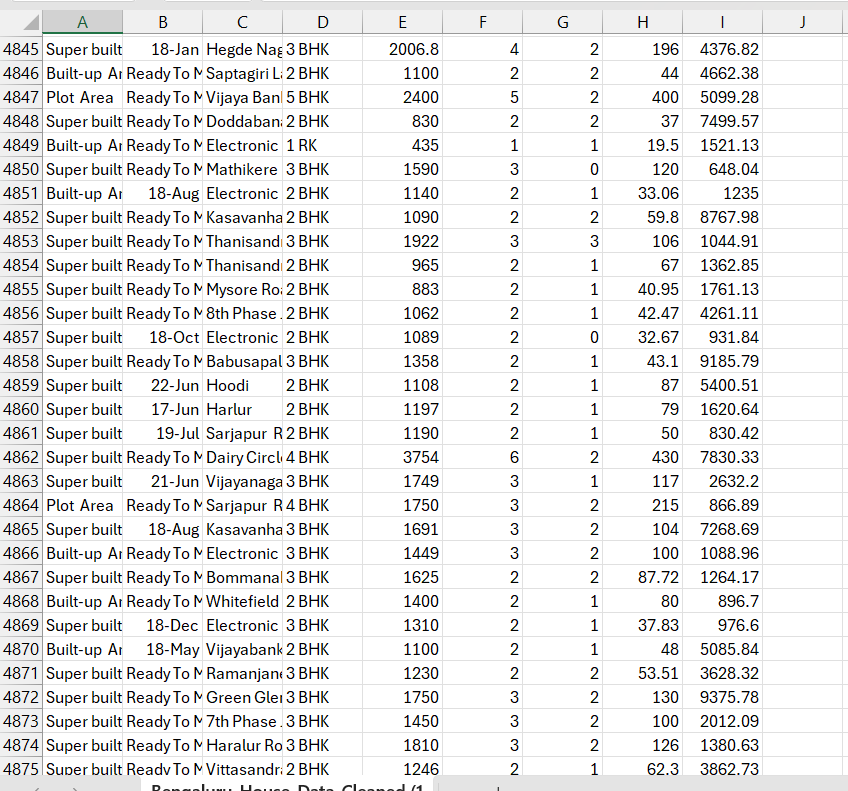 A B C D E F G H I J
4845 Super built 18-Jan Hegde Nag 3 BHK 2006.8 4 2 196 4376.82
4846 Built-up Ar Ready To M Saptagiri La 2 BHK 1100 2 2 44 4662.38
4847 Plot Area Ready To M Vijaya Ban 5 BHK 2400 5 2 400 5099.28
4848 Super built Ready To M Doddabana 2 BHK 830 2 2 37 7499.57
4849 Built-up Ar Ready To M Electronic 1 RK 435 1 1 19.5 1521.13
4850 Super built Ready To M Mathikere 3 BHK 1590 3 0 120 648.04
4851 Built-up Ar 18-Aug Electronic 2 BHK 1140 2 1 33.06 1235
4852 Super built Ready To M Kasavanha 2 BHK 1090 2 2 59.8 8767.98
4853 Super built Ready To M Thanisand 3 BHK 1922 3 3 106 1044.91
4854 Super built Ready To M Thanisand 2 BHK 965 2 1 67 1362.85
4855 Super built Ready To M Mysore Roa 2 BHK 883 2 1 40.95 1761.13
4856 Super built Ready To M 8th Phase 2 BHK 1062 2 1 42.47 4261.11
4857 Super built 18-Oct Electronic 2 BHK 1089 2 0 32.67 931.84
4858 Super built Ready To M Babusapal 3 BHK 1358 2 1 43.1 9185.79
4859 Super built 22-Jun Hoodi 2 BHK 1108 2 1 87 5400.51
4860 Super built 17-Jun Harlur 2 BHK 1197 2 1 79 1620.64
4861 Super built 19-Jul Sarjapur R 2 BHK 1190 2 1 50 830.42
4862 Super built Ready To M Dairy Circl 4 BHK 3754 6 2 430 7830.33
4863 Super built 21-Jun Vijayanaga 3 BHK 1749 3 1 117 2632.2
4864 Plot Area Ready To M Sarjapur R 4 BHK 1750 3 2 215 866.89
4865 Super built 18-Aug Kasavanha 3 BHK 1691 3 2 104 7268.69
4866 Built-up Ar Ready To M Electronic 3 BHK 1449 3 2 100 1088.96
4867 Super built Ready To M Bommanal 3 BHK 1625 2 2 87.72 1264.17
4868 Built-up Ar Ready To M Whitefield 2 BHK 1400 2 1 80 896.7
4869 Super built 18-Dec Electronic 3 BHK 1310 2 1 37.83 976.6
4870 Built-up Ar 18-May Vijayabank 2 BHK 1100 2 1 48 5085.84
4871 Super built Ready To M Ramanjane 3 BHK 1230 2 2 53.51 3628.32
4872 Super built Ready To M Green Gler 3 BHK 1750 3 2 130 9375.78
4873 Super built Ready To M 7th Phase 3 BHK 1450 3 2 100 2012.09
4874 Super built Ready To M Haralur Ro 3 BHK 1810 3 2 126 1380.63
4875 Super built Ready To M Vittasandra 2 BHK 1246 2 1 62.3 3862.73
Bengaluru_House_Data_Cleaned (1